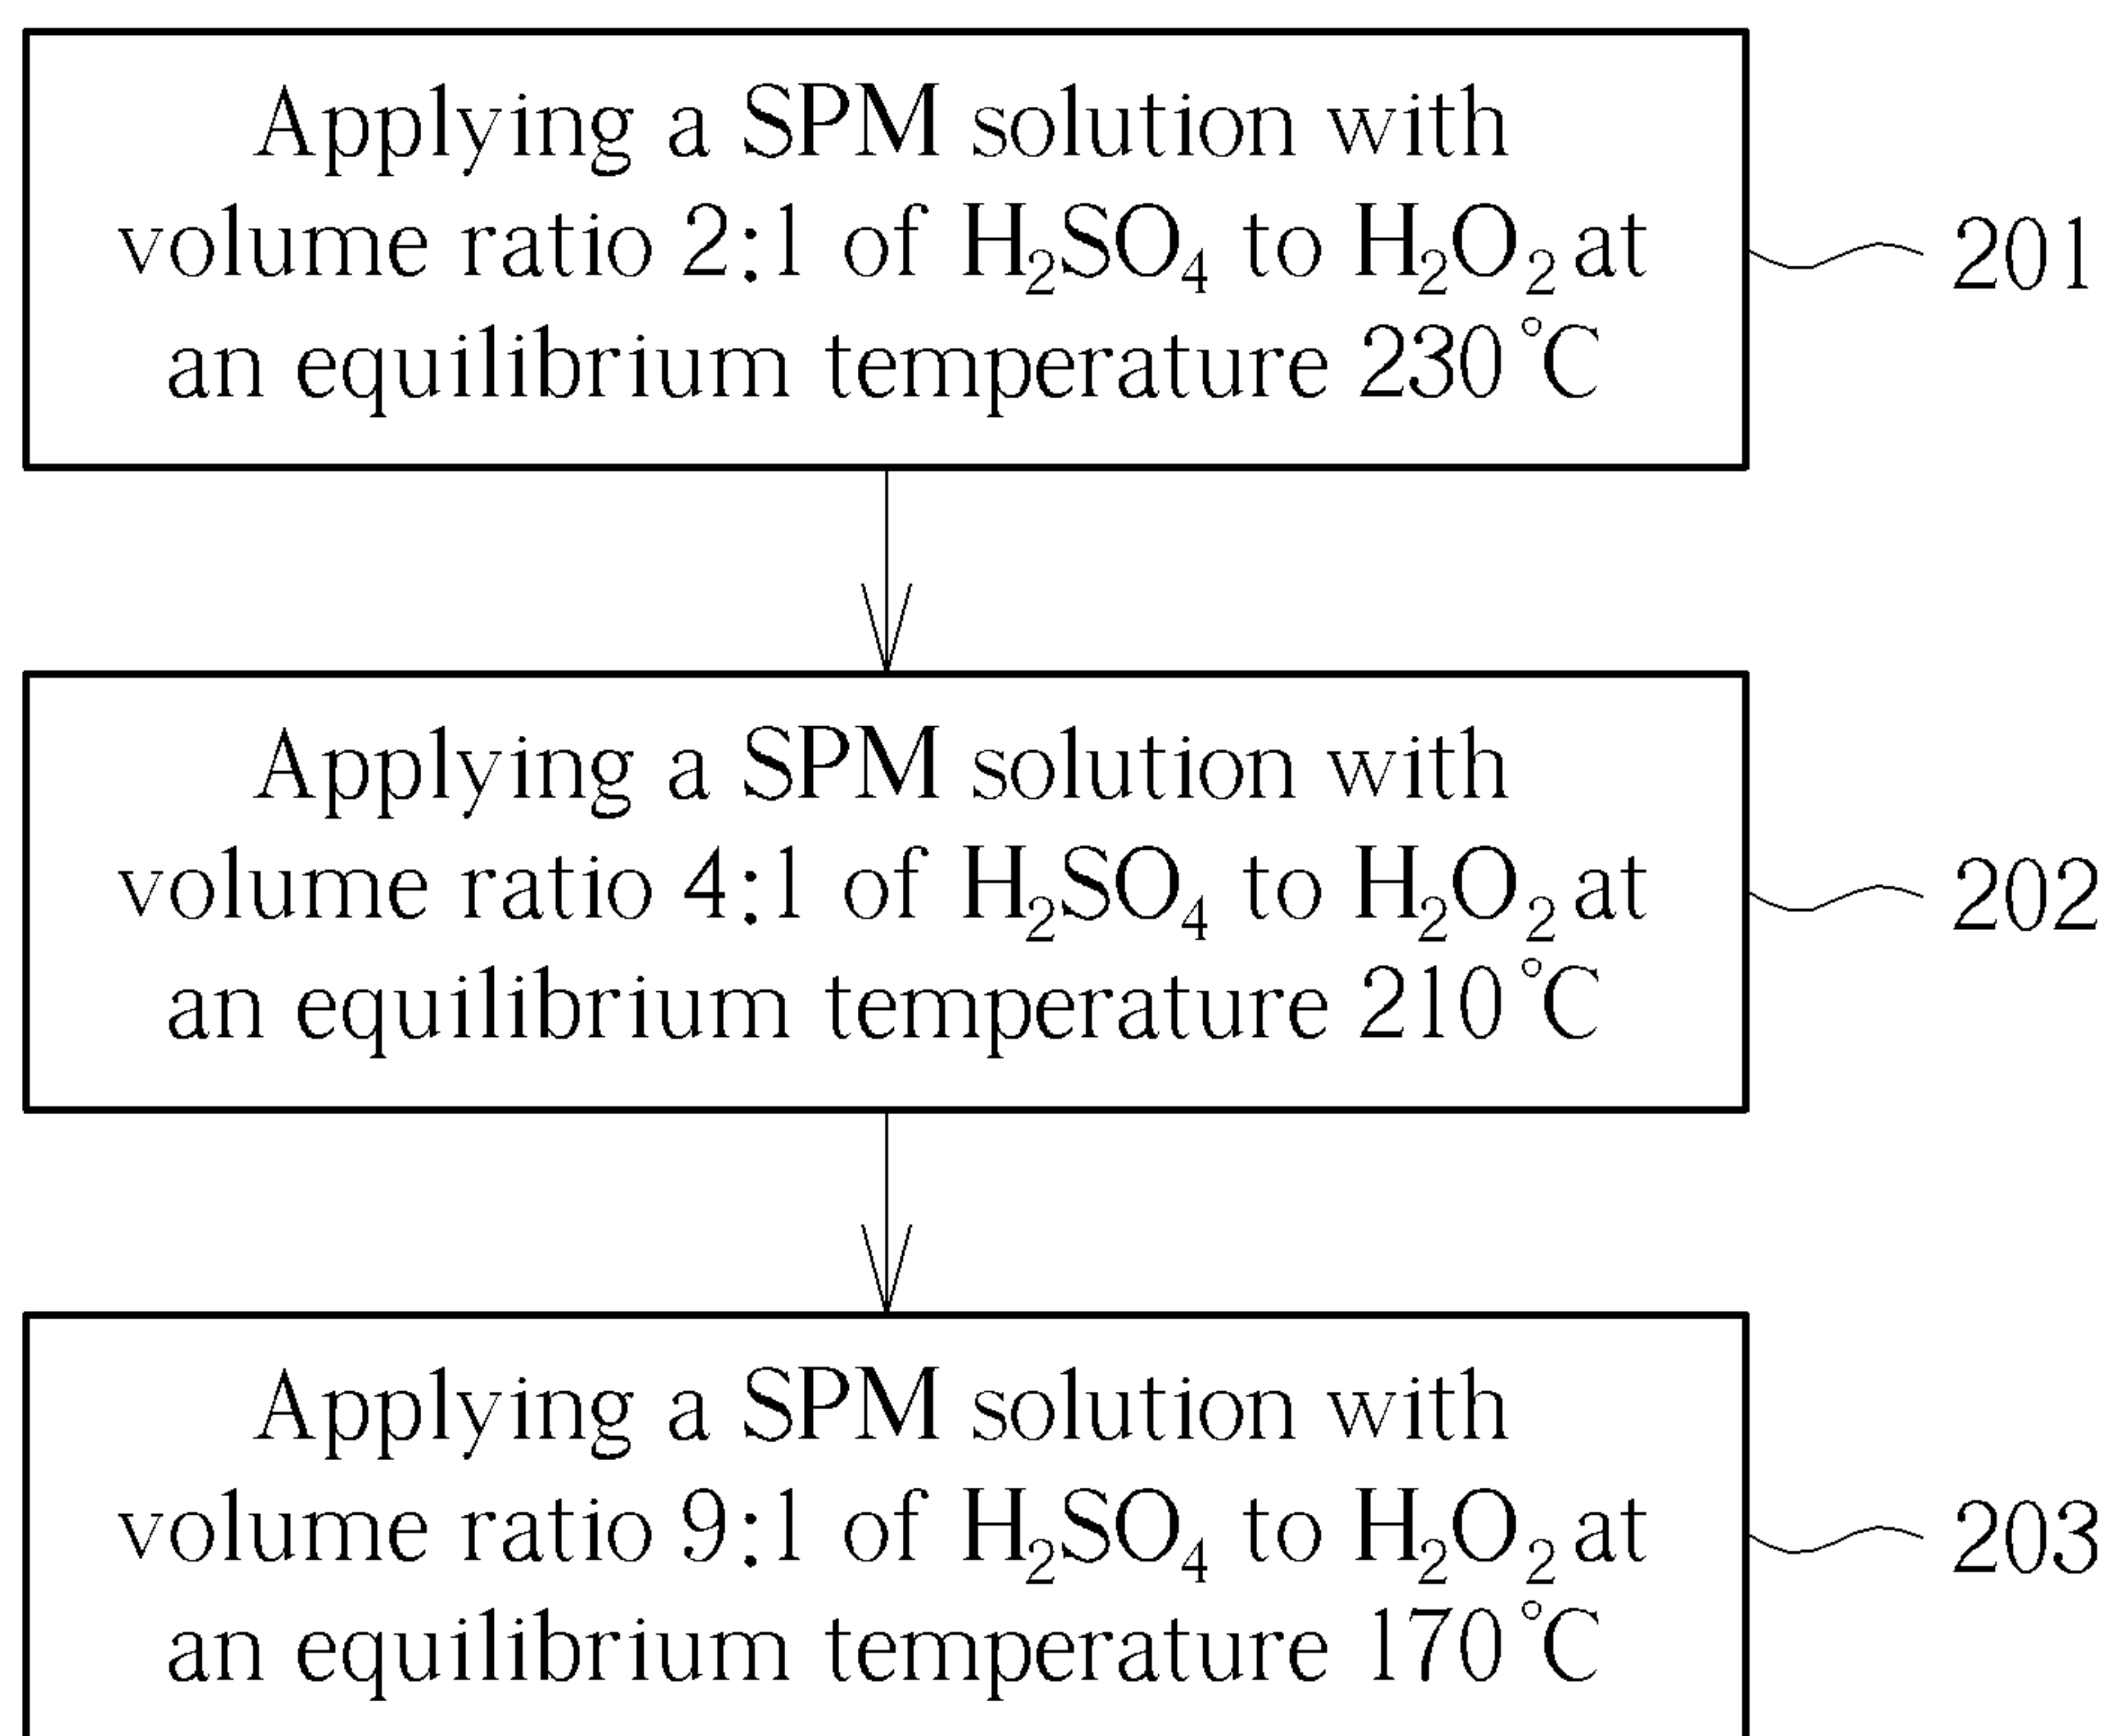 Applying a SPM solution with
volume ratio 2:1 of H₂SO₄ to H₂O₂ at
an equilibrium temperature 230℃
201
Applying a SPM solution with
volume ratio 4:1 of H₂SO₄ to H₂O₂ at
an equilibrium temperature 210℃
202
Applying a SPM solution with
volume ratio 9:1 of H₂SO₄ to H₂O₂ at
an equilibrium temperature 170℃
203